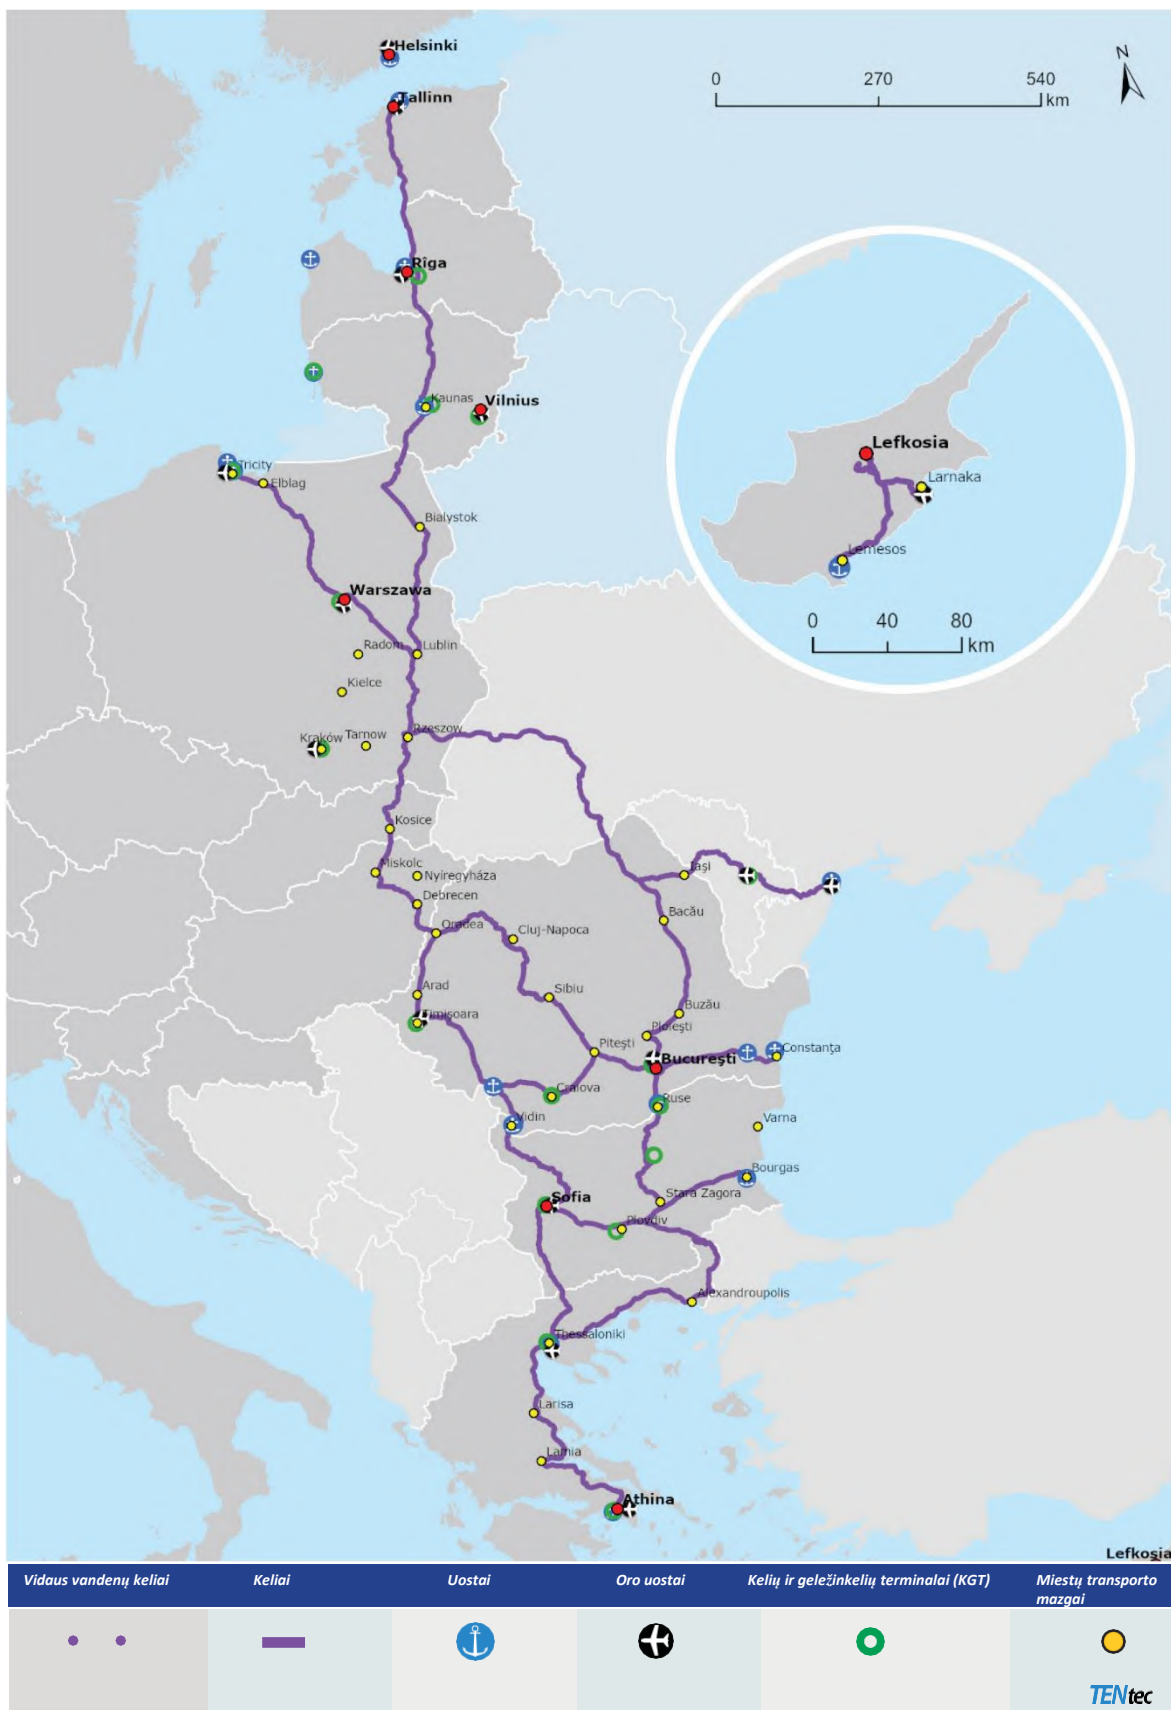 Helsinki
N
0 270 540
km
Tallinn
Rîga
Kaunas
Vilnius
Lefkosia
Larnaka
Tricity
Elblag
Bialystok
Lemesos
Warszawa
0 40 80
km
Radom
Lublin
Kielce
Rzeszow
Kraków
Tarnow
Kosice
Miskolc
Nyíregyháza
Iaşi
Debrecen
Bacău
Oradea
Cluj-Napoca
Arad
Sibiu
Buzău
Timişoara
Ploieşti
Piteşti
Bucureşti
Constanţa
Craiova
Ruse
Vidin
Varna
Bourgas
Sofia
Stara Zagora
Plovdiv
Alexandroupolis
Thessaloniki
Larisa
Lamia
Athina
Lefkosia
Vidaus vandenų keliai
Keliai
Uostai
Oro uostai
Kelių ir geležinkelių terminalai (KGT)
Miestų transporto
mazgai
TENtec